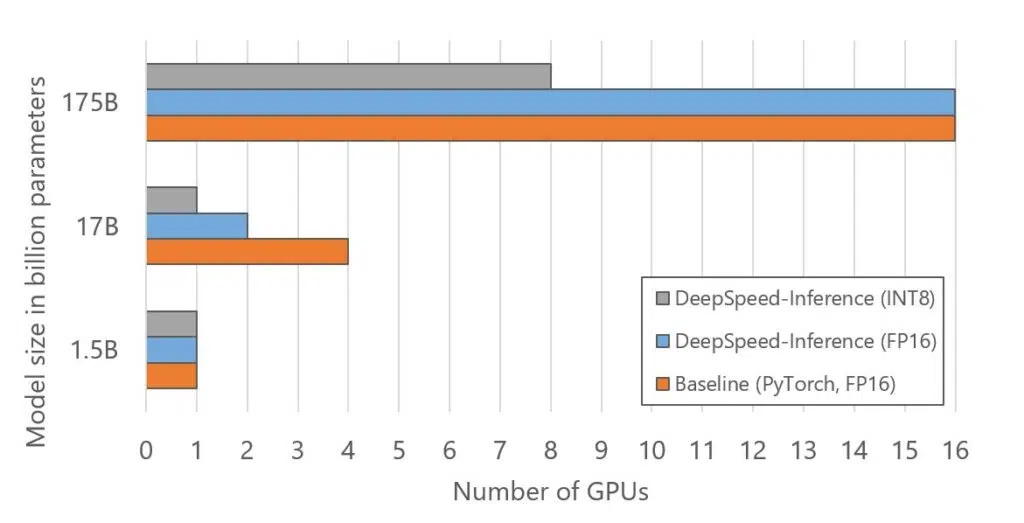 Model size in billion parameters
175B
17B
1.5B
DeepSpeed-Inference (INT8)
DeepSpeed-Inference (FP16)
Baseline (PyTorch, FP16)
0 1 2 3 4 5 6 7 8 9 10 11 12 13 14 15 16
Number of GPUs